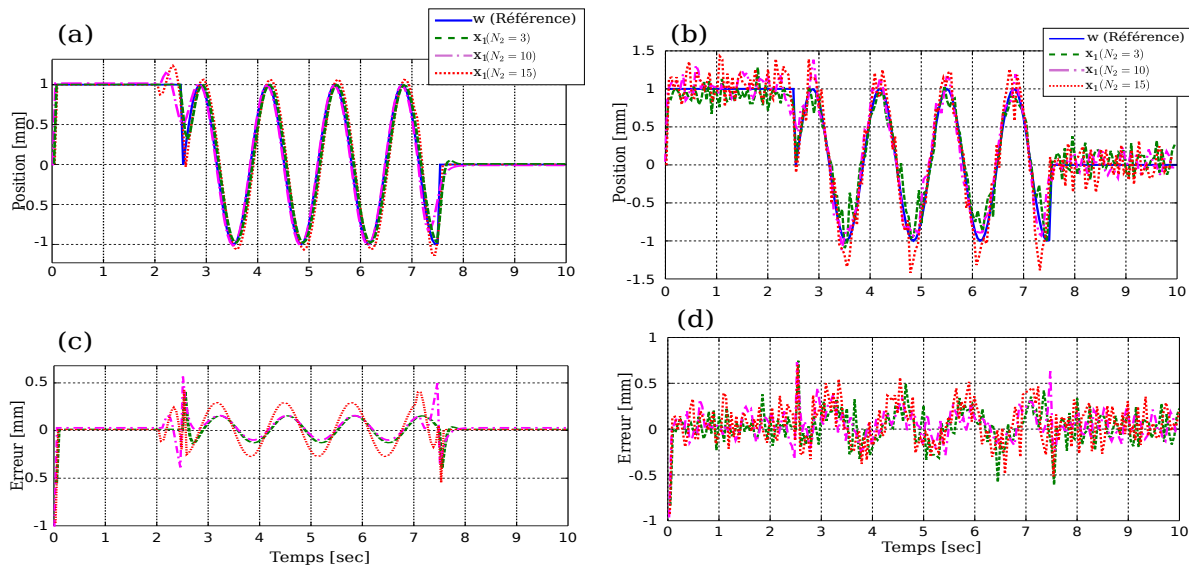 (a)
w (Référence)
x₁(N₂ = 3)
x₁(N₂ = 10)
x₁(N₂ = 15)
Position [mm]
1
0.5
0
-0.5
-1
0 1 2 3 4 5 6 7 8 9 10
(b)
w (Référence)
x₁(N₂ = 3)
x₁(N₂ = 10)
x₁(N₂ = 15)
Position [mm]
1.5
1
0.5
0
-0.5
-1
-1.5
0 1 2 3 4 5 6 7 8 9 10
(c)
Erreur [mm]
0.5
0
-0.5
-1
0 1 2 3 4 5 6 7 8 9 10
Temps [sec]
(d)
Erreur [mm]
1
0.5
0
-0.5
-1
0 1 2 3 4 5 6 7 8 9 10
Temps [sec]